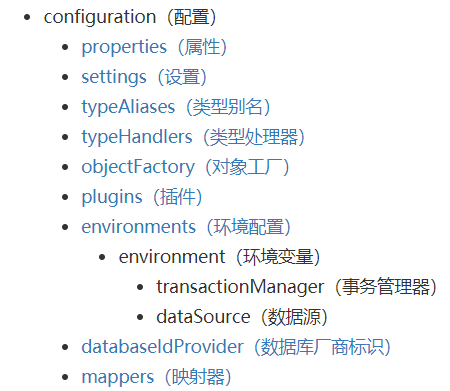 configuration（配置）
properties（属性）
settings（设置）
typeAliases（类型别名）
typeHandlers（类型处理器）
objectFactory（对象工厂）
plugins（插件）
environments（环境配置）
environment（环境变量）
transactionManager（事务管理器）
dataSource（数据源）
databaseIdProvider（数据库厂商标识）
mappers（映射器）